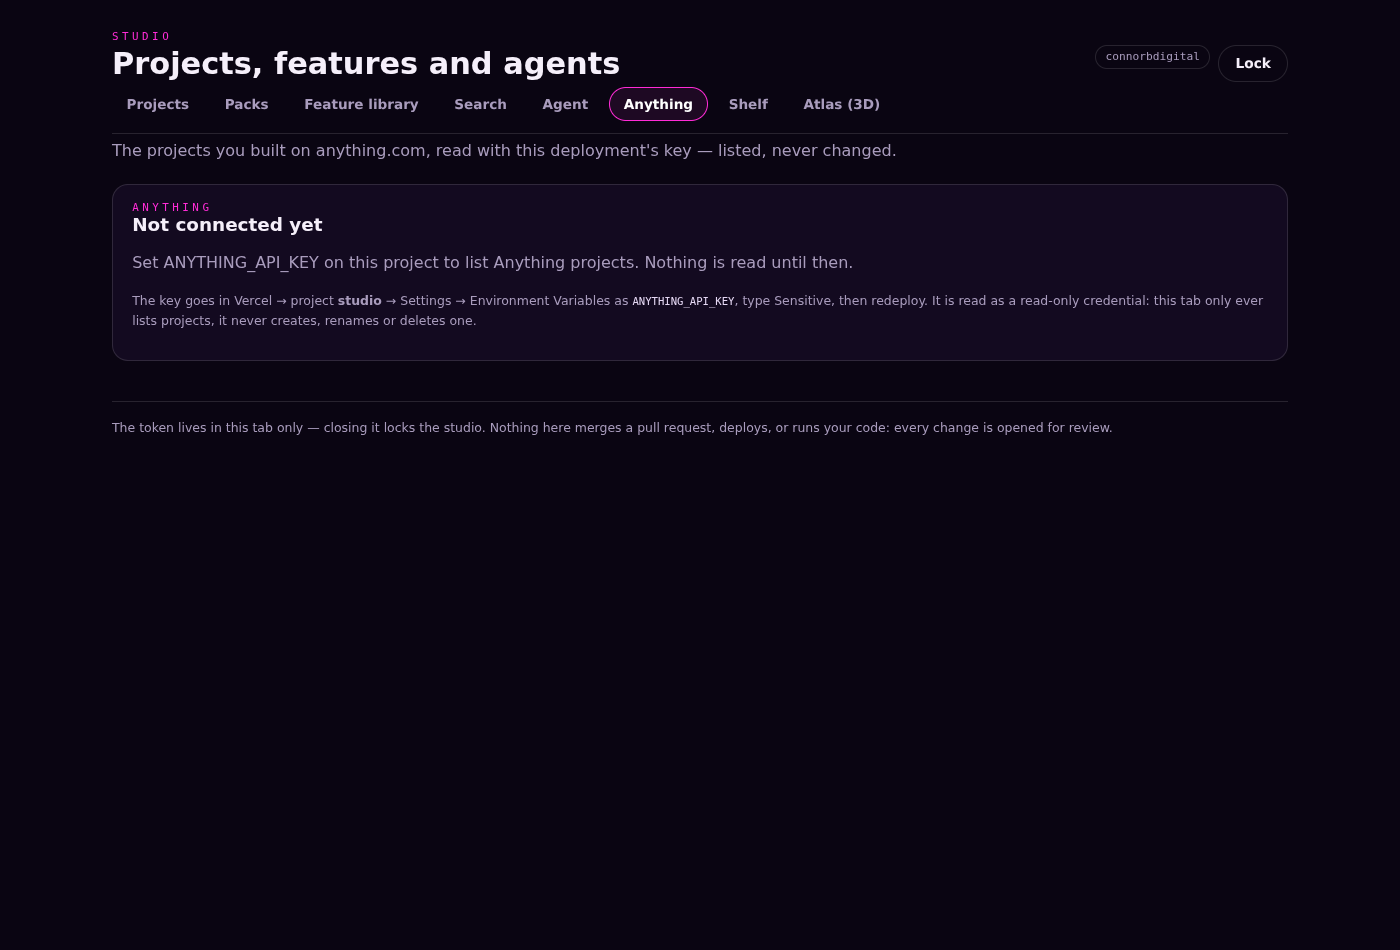 STUDIO
Projects, features and agents
connorbdigital
Lock
Projects Packs Feature library Search Agent Anything Shelf Atlas (3D)
The projects you built on anything.com, read with this deployment's key — listed, never changed.
ANYTHING
Not connected yet
Set ANYTHING_API_KEY on this project to list Anything projects. Nothing is read until then.
The key goes in Vercel → project studio → Settings → Environment Variables as ANYTHING_API_KEY, type Sensitive, then redeploy. It is read as a read-only credential: this tab only ever
lists projects, it never creates, renames or deletes one.
The token lives in this tab only — closing it locks the studio. Nothing here merges a pull request, deploys, or runs your code: every change is opened for review.